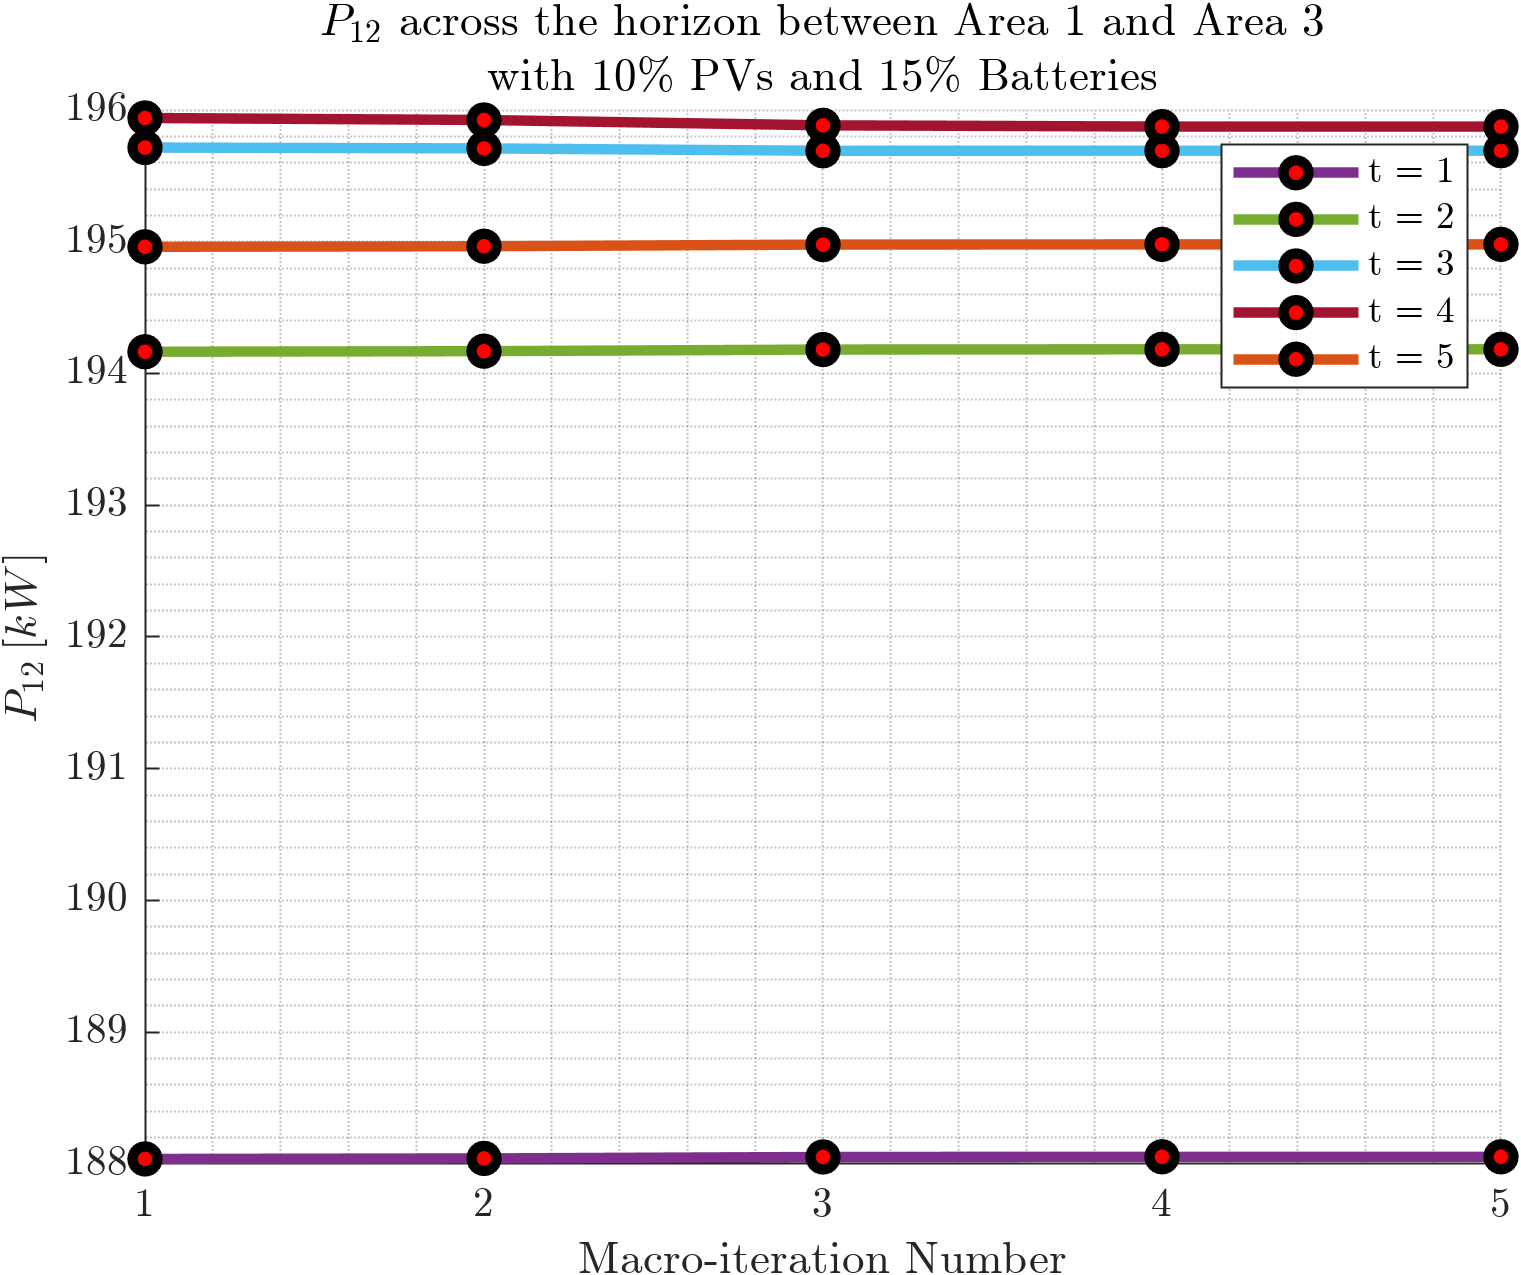 P₁₂ across the horizon between Area 1 and Area 3
with 10% PVs and 15% Batteries
196
195
194
193
192
191
190
189
188
P₁₂ [kW]
t = 1
t = 2
t = 3
t = 4
t = 5
1 2 3 4 5
Macro-iteration Number